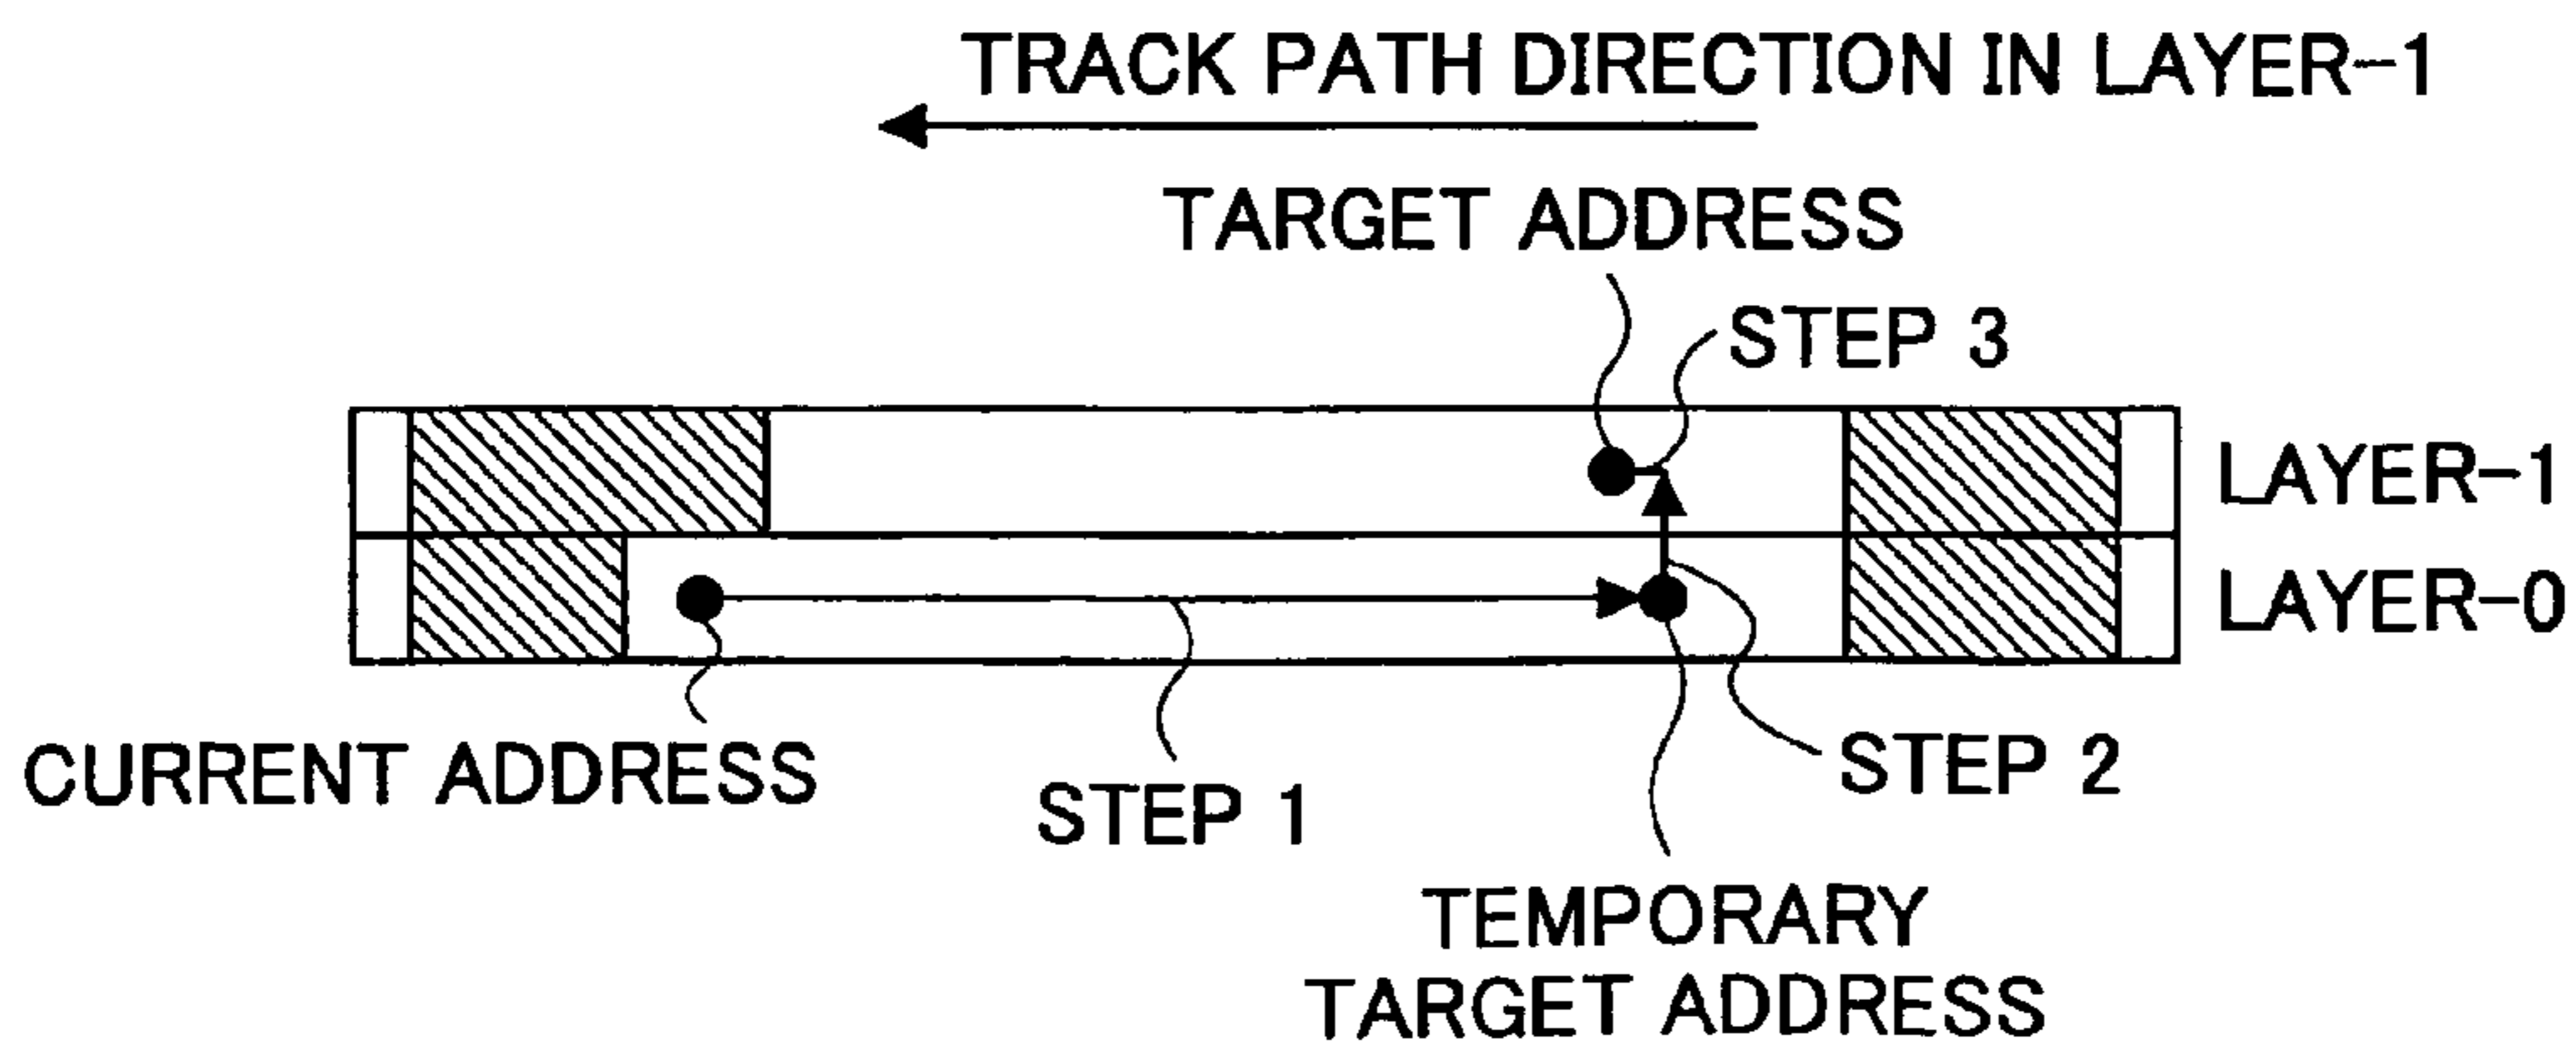 TRACK PATH DIRECTION IN LAYER-1
TARGET ADDRESS
STEP 3
LAYER-1
LAYER-0
CURRENT ADDRESS
STEP 1
STEP 2
TEMPORARY
TARGET ADDRESS